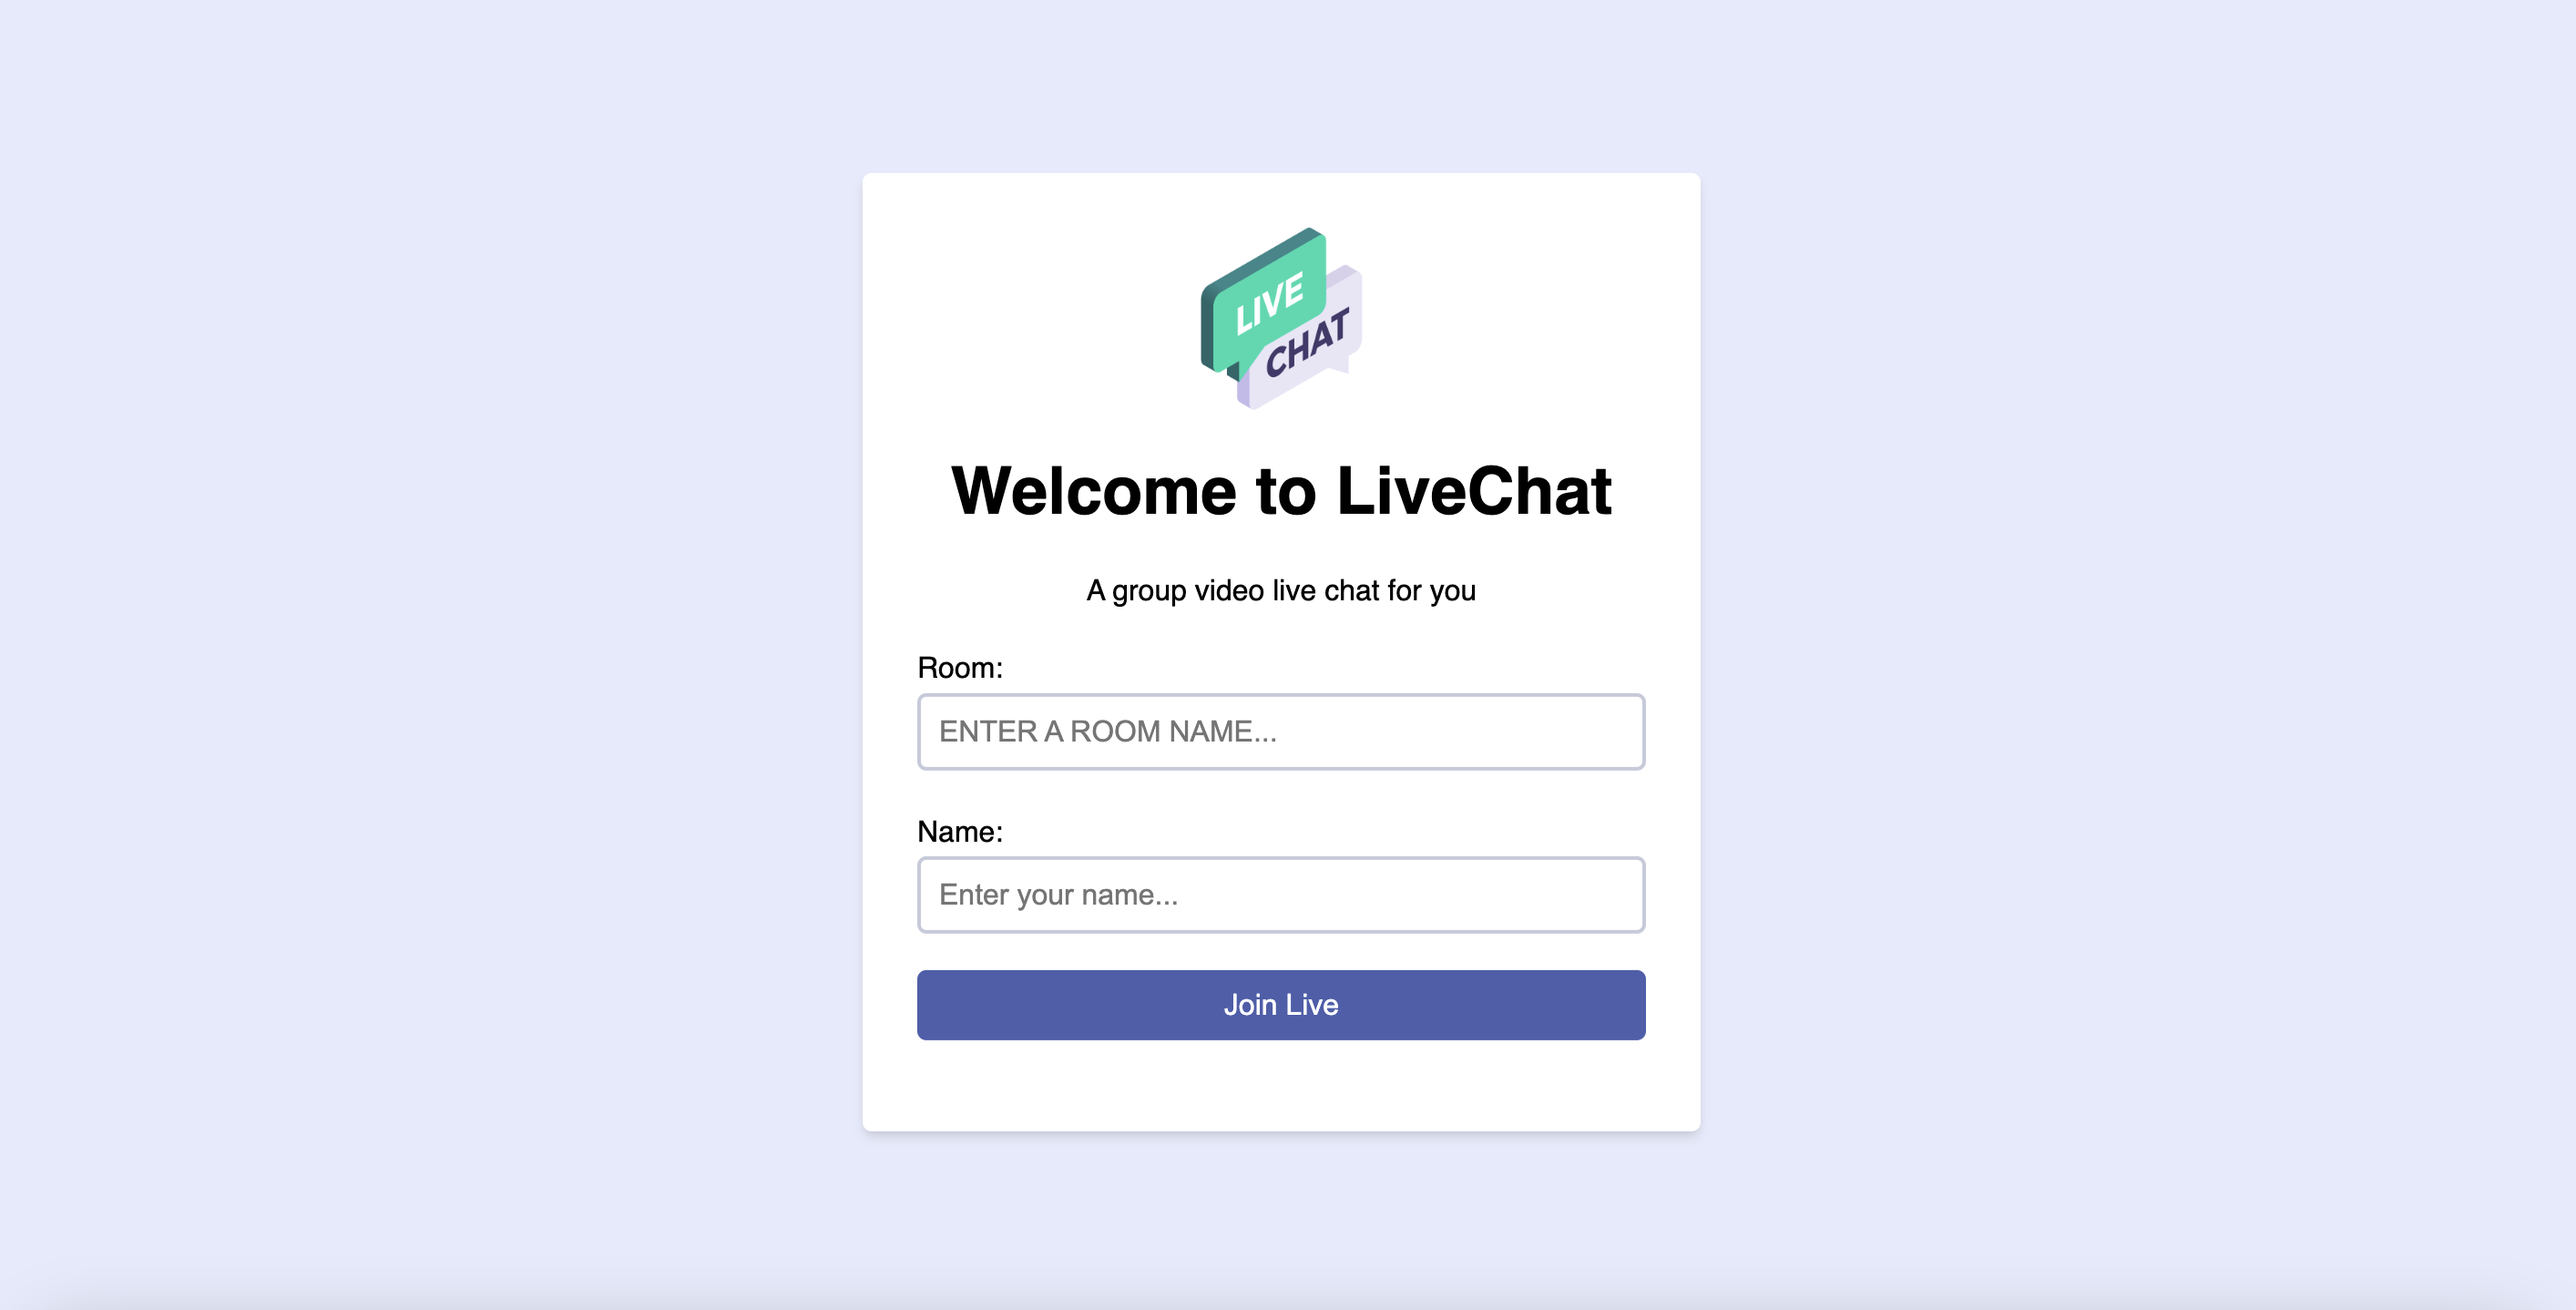 LIVE
CHAT
Welcome to LiveChat
A group video live chat for you
Room:
ENTER A ROOM NAME...
Name:
Enter your name...
Join Live